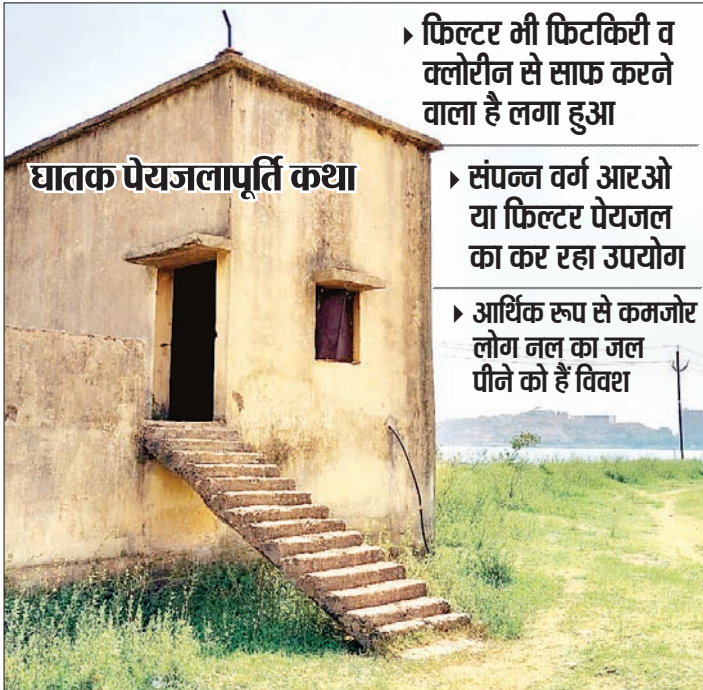 ▸ फिल्टर भी फिटकिरी व
क्लोरीन से साफ करने
वाला है लगा हुआ
घातक पेयजलापूर्ति कथा
▸ संपन्न वर्ग आरओ
या फिल्टर पेयजल
का कर रहा उपयोग
▸ आर्थिक रूप से कमजोर
लोग नल का जल
पीने को हैं विवश